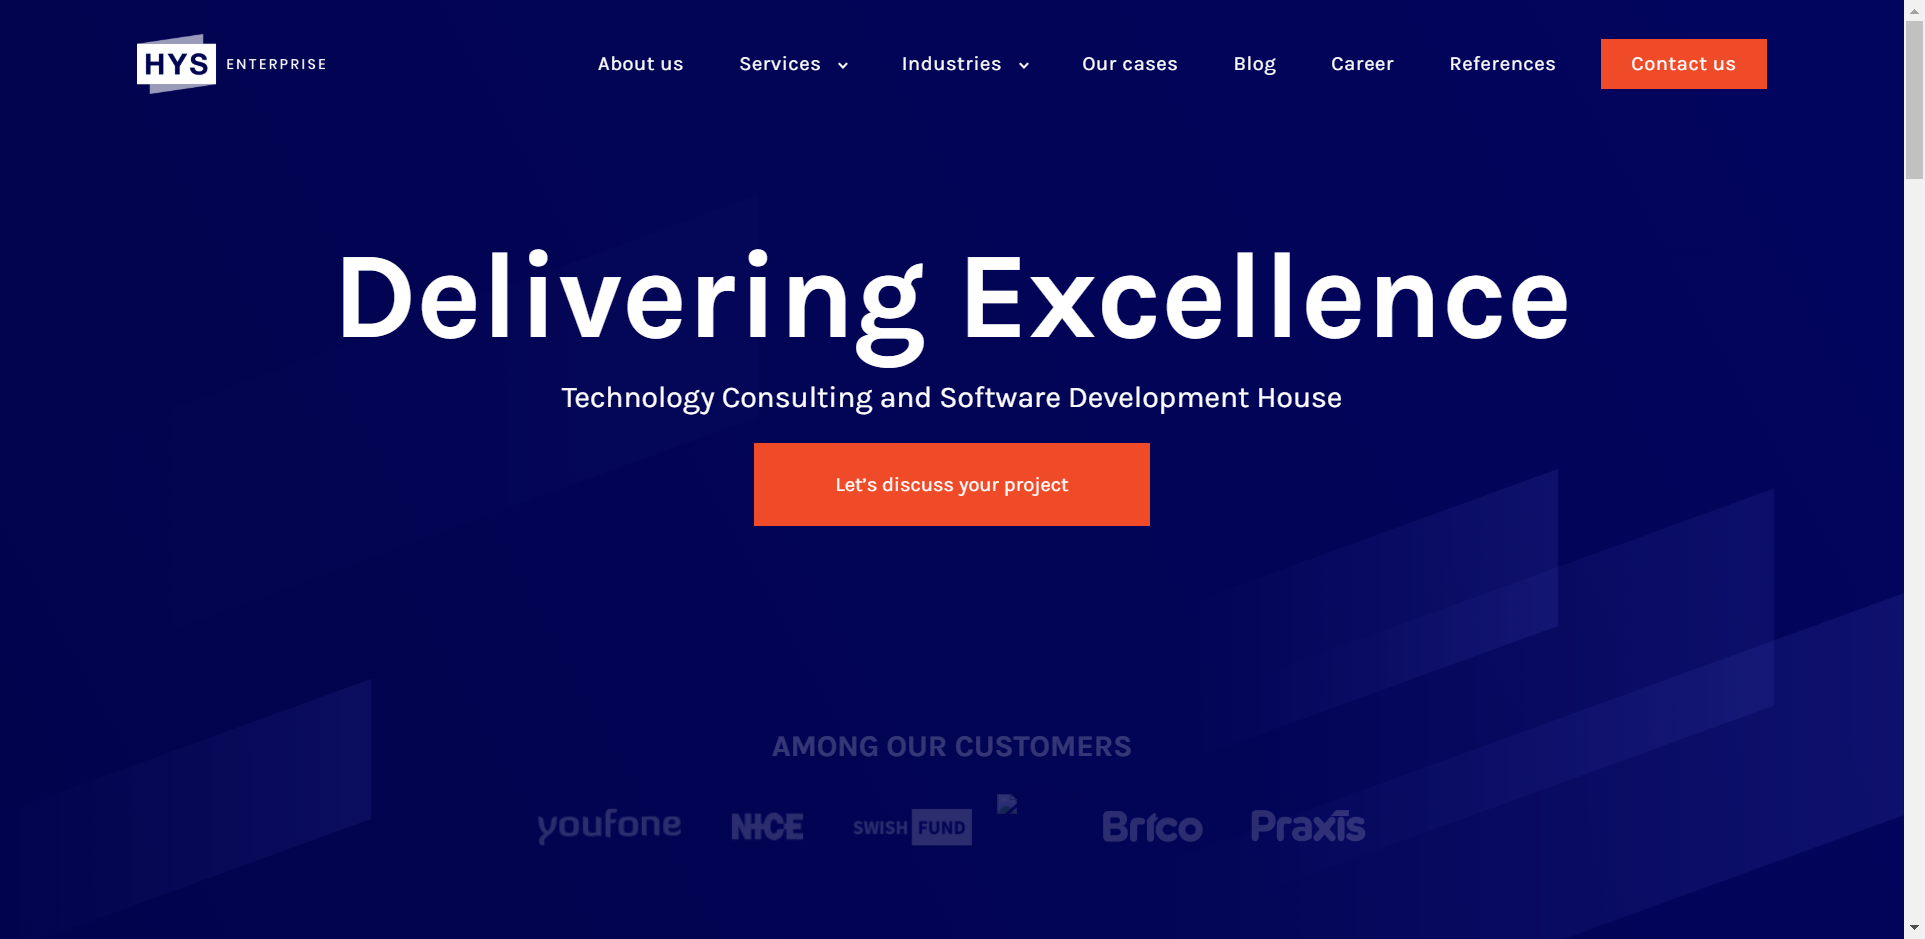 HYS ENTERPRISE
About us
Services
Industries
Our cases
Blog
Career
References
Contact us
Delivering Excellence
Technology Consulting and Software Development House
Let's discuss your project
AMONG OUR CUSTOMERS
youfone
NICE
SWISH FUND
Brico
Praxis